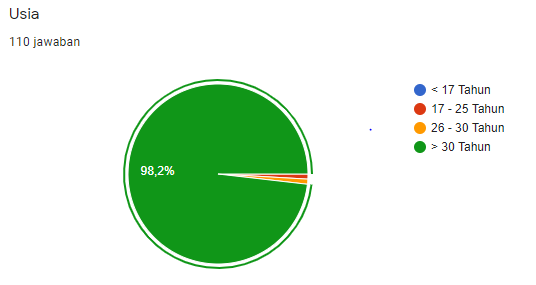 Usia
110 jawaban
98,2%
< 17 Tahun
17 - 25 Tahun
26 - 30 Tahun
> 30 Tahun